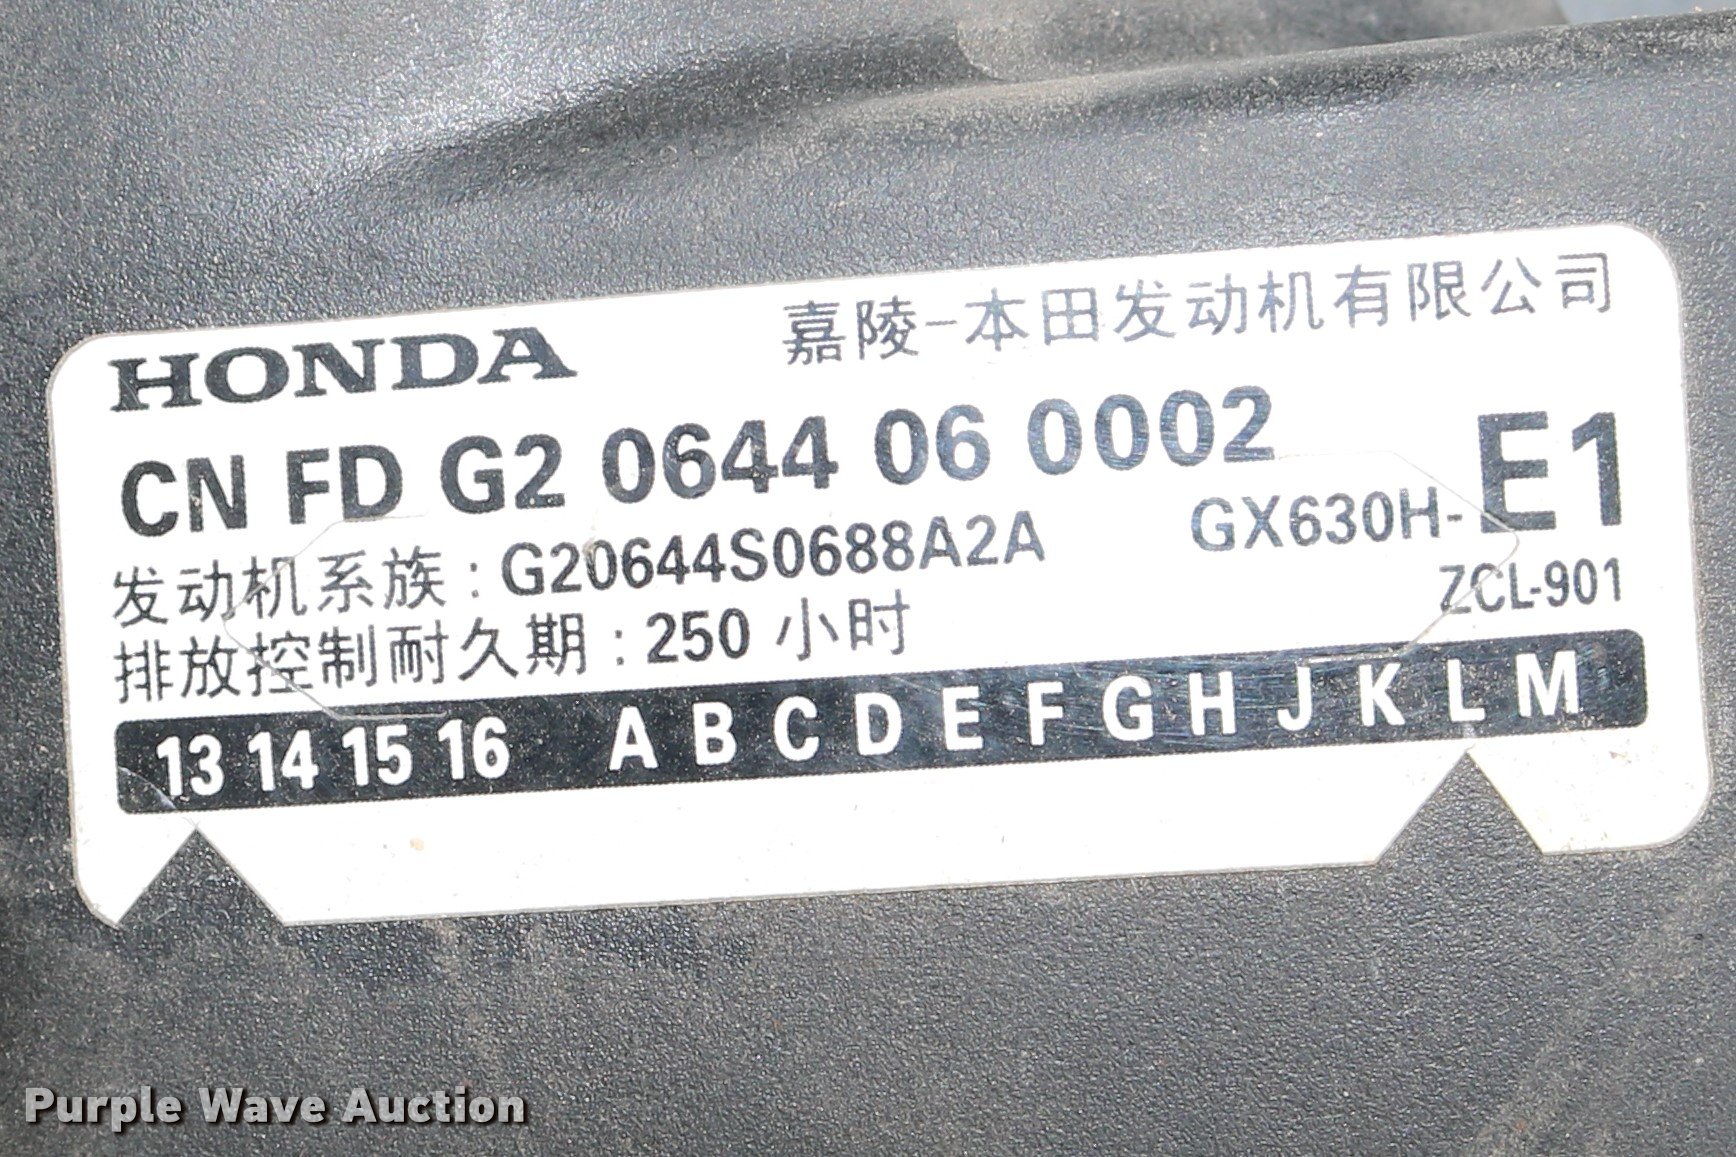 HONDA 嘉陵-本田发动机有限公司
CN FD G2 0644 06 0002 E1
发动机系族：G20644S0688A2A GX630H-
ZCL-901
排放控制耐久期：250 小时
13 14 15 16 A B C D E F G H J K L M
Purple Wave Auction